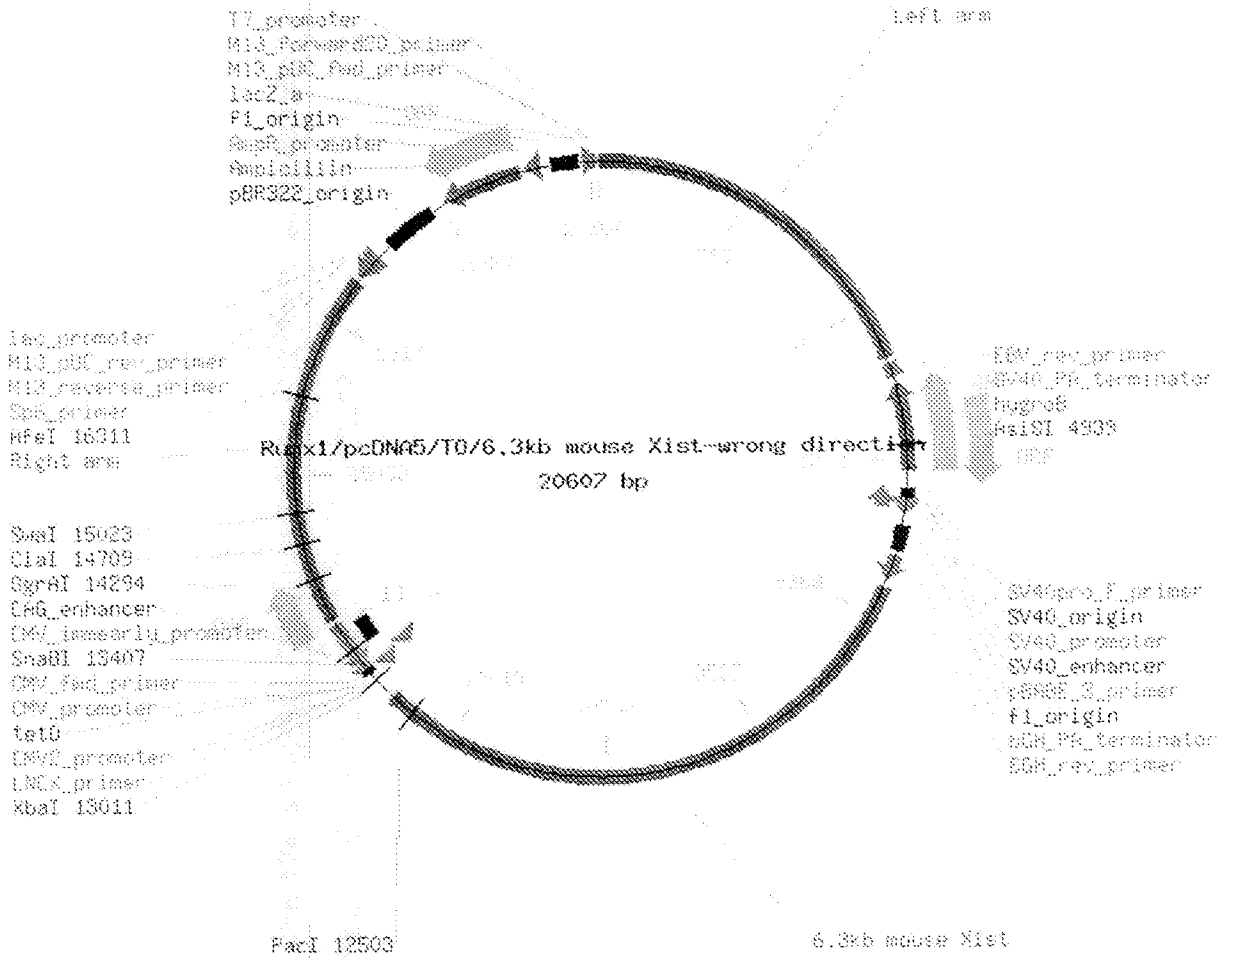 T7_promoter
M13_forward20_primer
M13_pUC_fwd_primer
lacZ_a
f1_origin
AmpR_promoter
Ampicillin
pBR322_origin
Left arm
ORF
lac_promoter
M13_pUC_rev_primer
M13_reverse_primer
Sp6_primer
AfeI 16311
Right arm
EBV_rev_primer
SV40_PA_terminator
hygroB
AsiSI 4939
ORF
Runx1/pcDNA5/TO/6.3kb mouse Xist-wrong direction
20607 bp
SwaI 15023
ClaI 14709
SgrAI 14294
CAG_enhancer
CMV_immearly_promoter
SnaBI 13407
CMV_fwd_primer
CMV_promoter
tetO
CMV2_promoter
LNCX_primer
XbaI 13011
SV40pro_F_primer
SV40_origin
SV40_promoter
SV40_enhancer
pBABE_3_primer
f1_origin
bGH_PA_terminator
BGH_rev_primer
PacI 12503
6.3kb mouse Xist